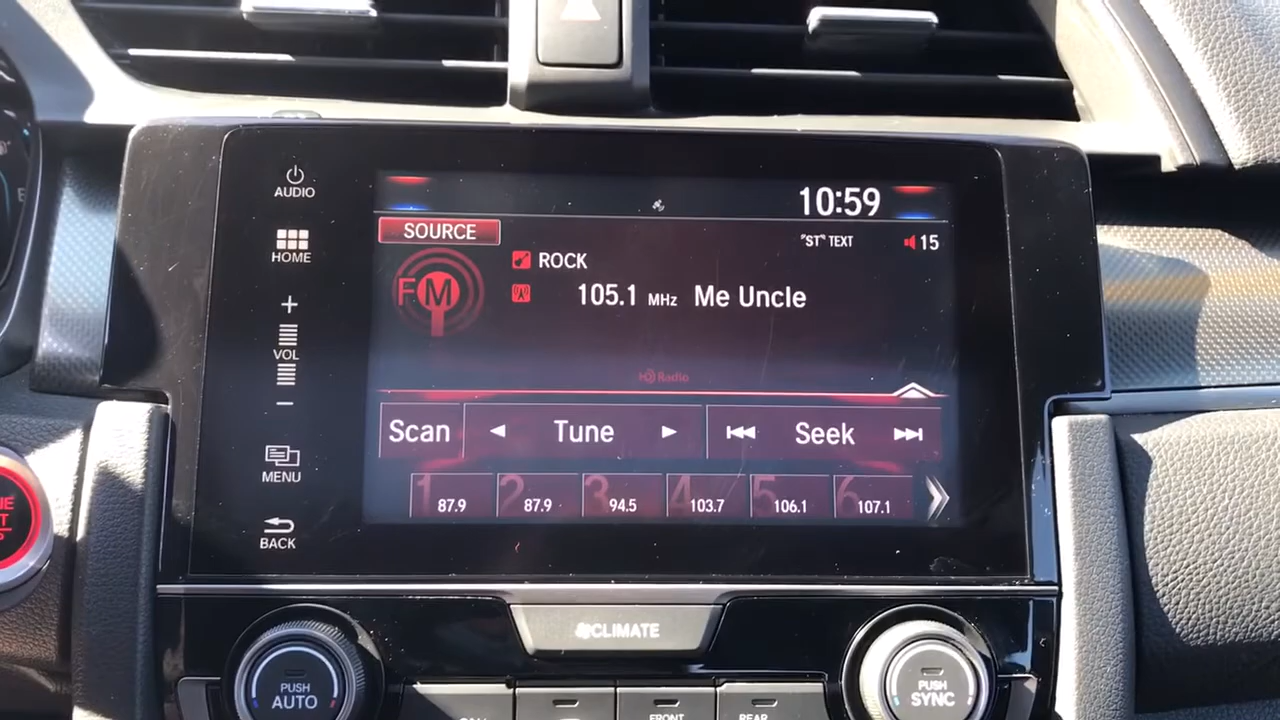 AUDIO
10:59
SOURCE
"ST" TEXT
15
HOME
ROCK
FM
105.1 MHz Me Uncle
+
VOL
−
HD Radio
Scan
Tune
Seek
MENU
1 87.9
2 87.9
3 94.5
4 103.7
5 106.1
6 107.1
BACK
CLIMATE
PUSH
AUTO
PUSH
SYNC
FRONT
REAR